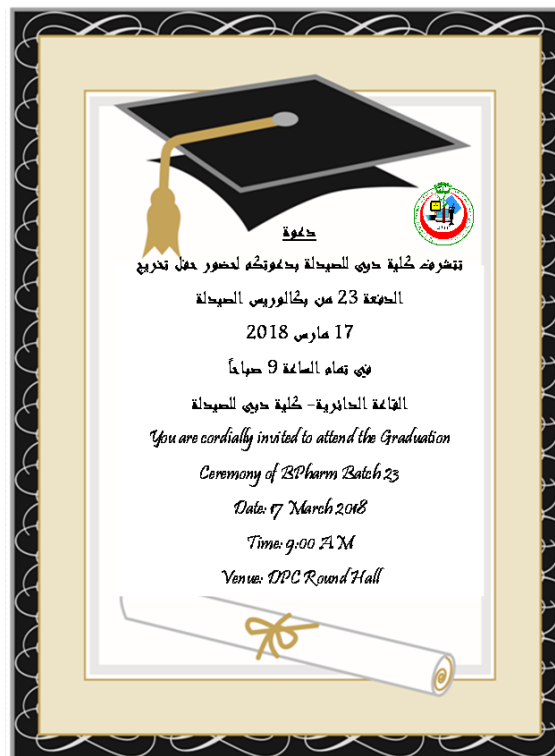 دعوة
تتشرف كلية دبي للصيدلة بدعوتكم لحضور حفل تخريج
الدفعة 23 من بكالوريس الصيدلة
17 مارس 2018
في تمام الساعة 9 صباحاً
القاعة الدائرية- كلية دبي للصيدلة
You are cordially invited to attend the Graduation
Ceremony of BPharm Batch 23
Date: 17 March 2018
Time: 9:00 AM
Venue: DPC Round Hall